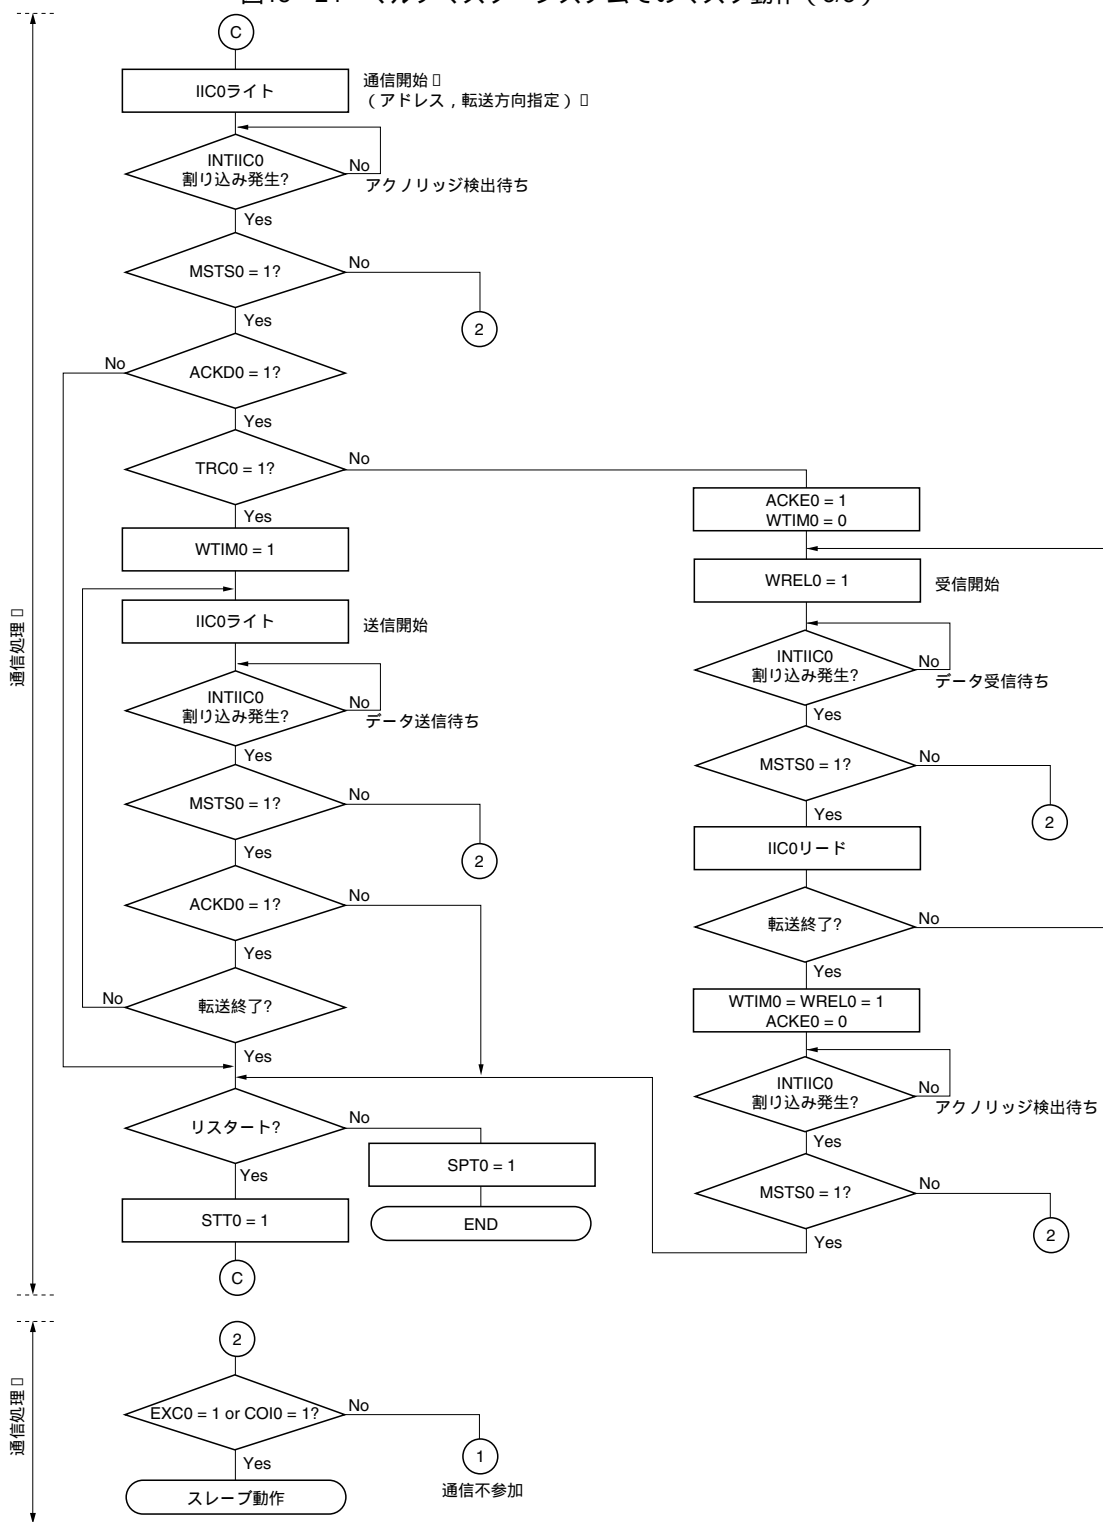 C
IIC0ライト
通信開始
（アドレス，転送方向指定）
INTIIC0
割り込み発生?
No
アクノリッジ検出待ち
Yes
MSTS0 = 1?
No
2
Yes
No
ACKD0 = 1?
Yes
TRC0 = 1?
No
Yes
WTIM0 = 1
IIC0ライト
送信開始
INTIIC0
割り込み発生?
No
データ送信待ち
Yes
MSTS0 = 1?
No
2
Yes
ACKD0 = 1?
No
Yes
No
転送終了?
Yes
リスタート?
No
Yes
SPT0 = 1
STT0 = 1
END
C
ACKE0 = 1
WTIM0 = 0
WREL0 = 1
受信開始
INTIIC0
割り込み発生?
No
データ受信待ち
Yes
MSTS0 = 1?
No
2
Yes
IIC0リード
転送終了?
No
Yes
WTIM0 = WREL0 = 1
ACKE0 = 0
INTIIC0
割り込み発生?
No
アクノリッジ検出待ち
Yes
MSTS0 = 1?
No
2
Yes
通信処理
2
EXC0 = 1 or COI0 = 1?
No
1
通信不参加
Yes
スレーブ動作
通信処理